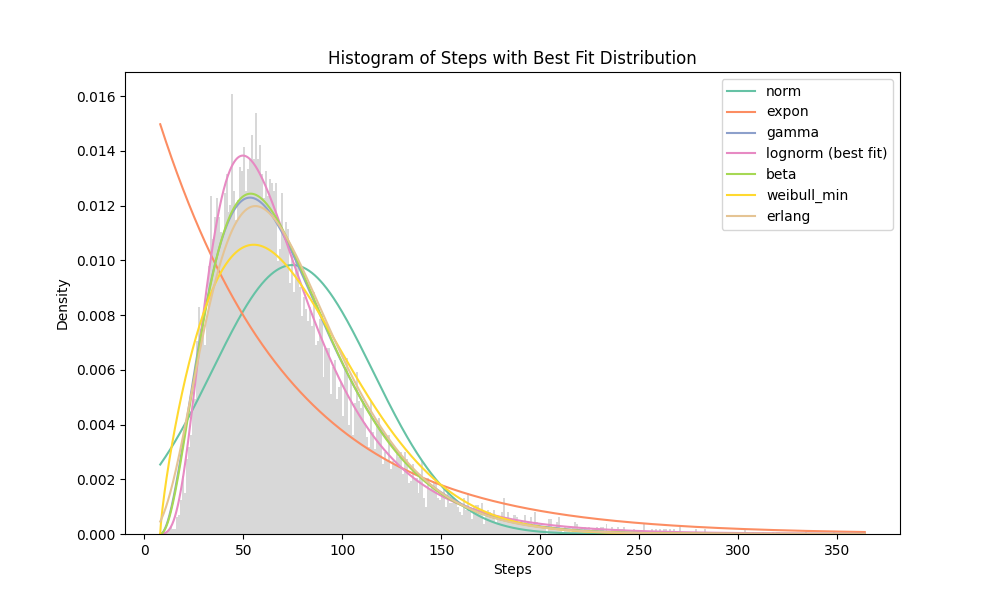 Histogram of Steps with Best Fit Distribution
norm
expon
gamma
lognorm (best fit)
beta
weibull_min
erlang
0.016
0.014
0.012
0.010
0.008
0.006
0.004
0.002
0.000
Density
0 50 100 150 200 250 300 350
Steps